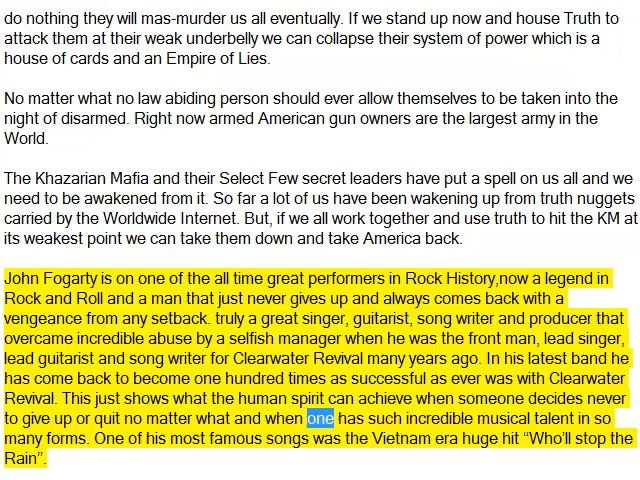 do nothing they will mas-murder us all eventually. If we stand up now and house Truth to
attack them at their weak underbelly we can collapse their system of power which is a
house of cards and an Empire of Lies.
No matter what no law abiding person should ever allow themselves to be taken into the
night of disarmed. Right now armed American gun owners are the largest army in the
World.
The Khazarian Mafia and their Select Few secret leaders have put a spell on us all and we
need to be awakened from it. So far a lot of us have been wakening up from truth nuggets
carried by the Worldwide Internet. But, if we all work together and use truth to hit the KM at
its weakest point we can take them down and take America back.
John Fogarty is on one of the all time great performers in Rock History,now a legend in
Rock and Roll and a man that just never gives up and always comes back with a
vengeance from any setback. truly a great singer, guitarist, song writer and producer that
overcame incredible abuse by a selfish manager when he was the front man, lead singer,
lead guitarist and song writer for Clearwater Revival many years ago. In his latest band he
has come back to become one hundred times as successful as ever was with Clearwater
Revival. This just shows what the human spirit can achieve when someone decides never
to give up or quit no matter what and when one has such incredible musical talent in so
many forms. One of his most famous songs was the Vietnam era huge hit “Who’ll stop the
Rain”.